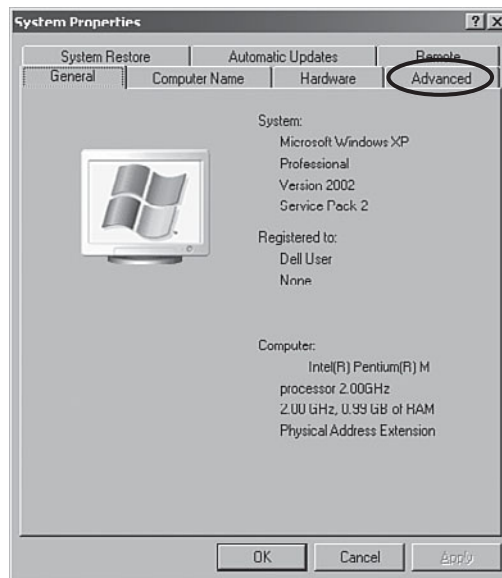 System Properties
System Restore Automatic Updates Remote
General Computer Name Hardware Advanced
System:
Microsoft Windows XP
Professional
Version 2002
Service Pack 2
Registered to:
Dell User
None
Computer:
Intel(R) Pentium(R) M
processor 2.00GHz
2.00 GHz, 0.99 GB of RAM
Physical Address Extension
OK Cancel Apply